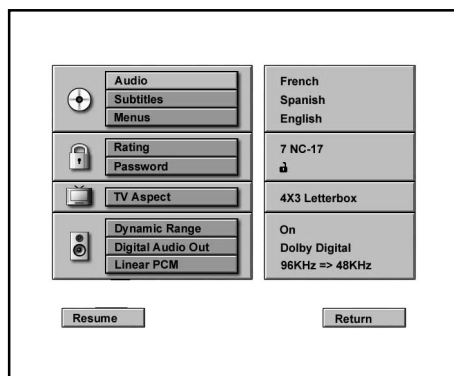 Audio French
Subtitles Spanish
Menus English
Rating 7 NC-17
Password
TV Aspect 4X3 Letterbox
Dynamic Range On
Digital Audio Out Dolby Digital
Linear PCM 96KHz => 48KHz
Resume Return